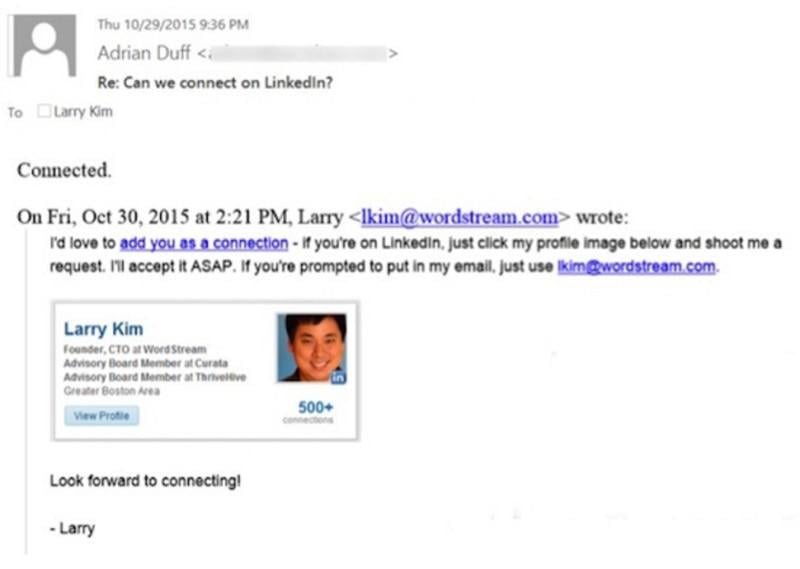 Thu 10/29/2015 9:36 PM
Adrian Duff < >
Re: Can we connect on LinkedIn?
To Larry Kim
Connected.
On Fri, Oct 30, 2015 at 2:21 PM, Larry <lkim@wordstream.com> wrote:
I'd love to add you as a connection - if you're on LinkedIn, just click my profile image below and shoot me a
request. I'll accept it ASAP. If you're prompted to put in my email, just use lkim@wordstream.com.
Larry Kim
Founder, CTO at WordStream
Advisory Board Member at Curata
Advisory Board Member at ThriveHive
Greater Boston Area
View Profile
in
500+
connections
Look forward to connecting!
- Larry